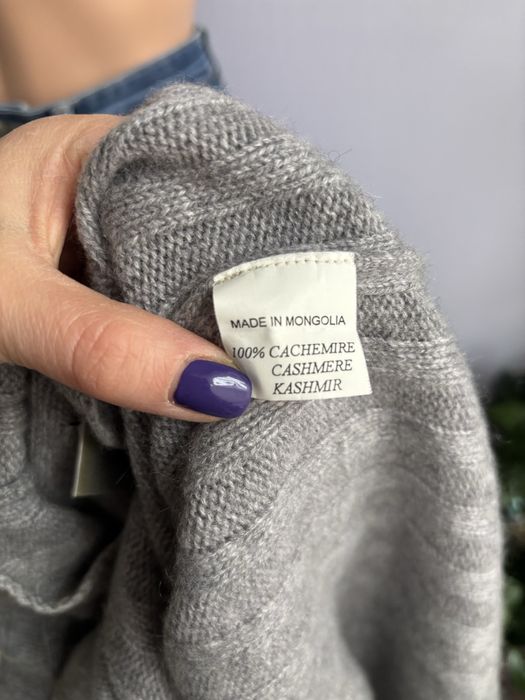 MADE IN MONGOLIA
100% CACHEMIRE
CASHMERE
KASHMIR